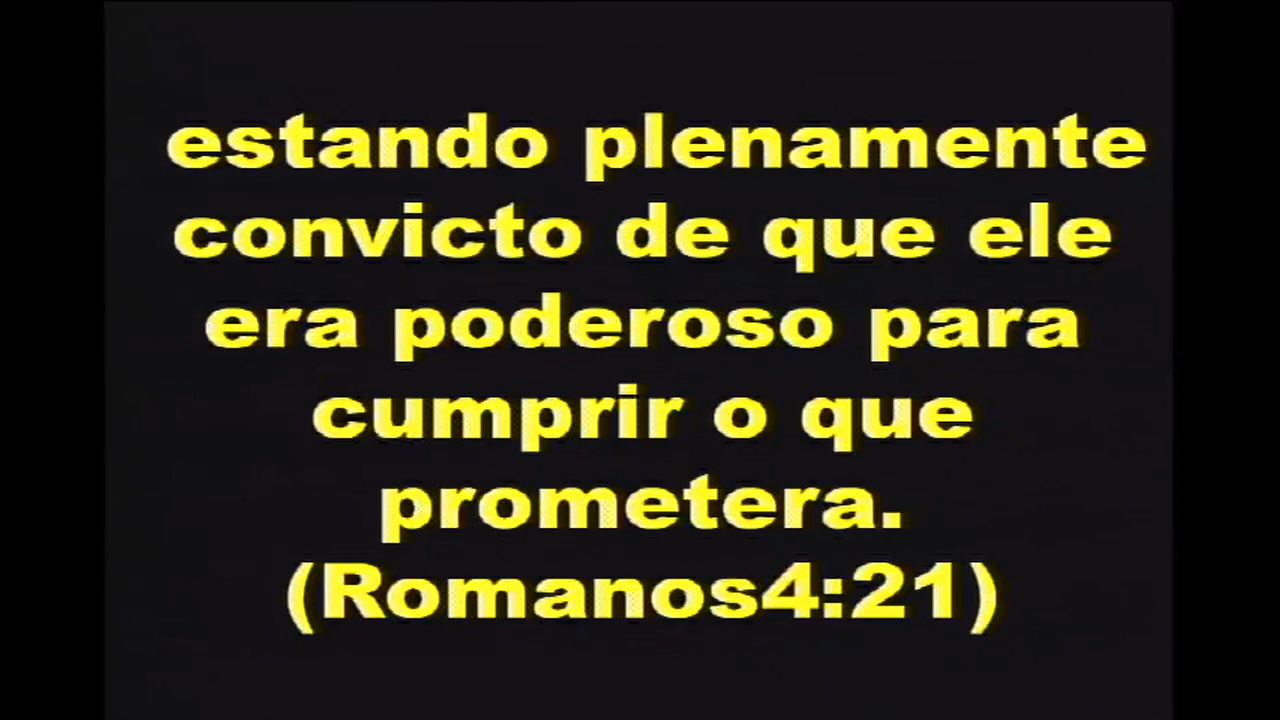 estando plenamente
convicto de que ele
era poderoso para
cumprir o que
prometera.
(Romanos4:21)